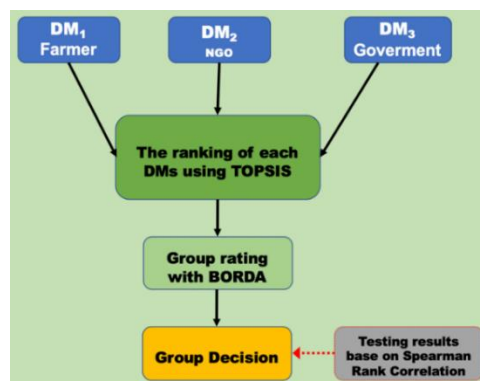 DM₁
Farmer
DM₂
NGO
DM₃
Goverment
The ranking of each
DMs using TOPSIS
Group rating
with BORDA
Group Decision
Testing results
base on Spearman
Rank Correlation